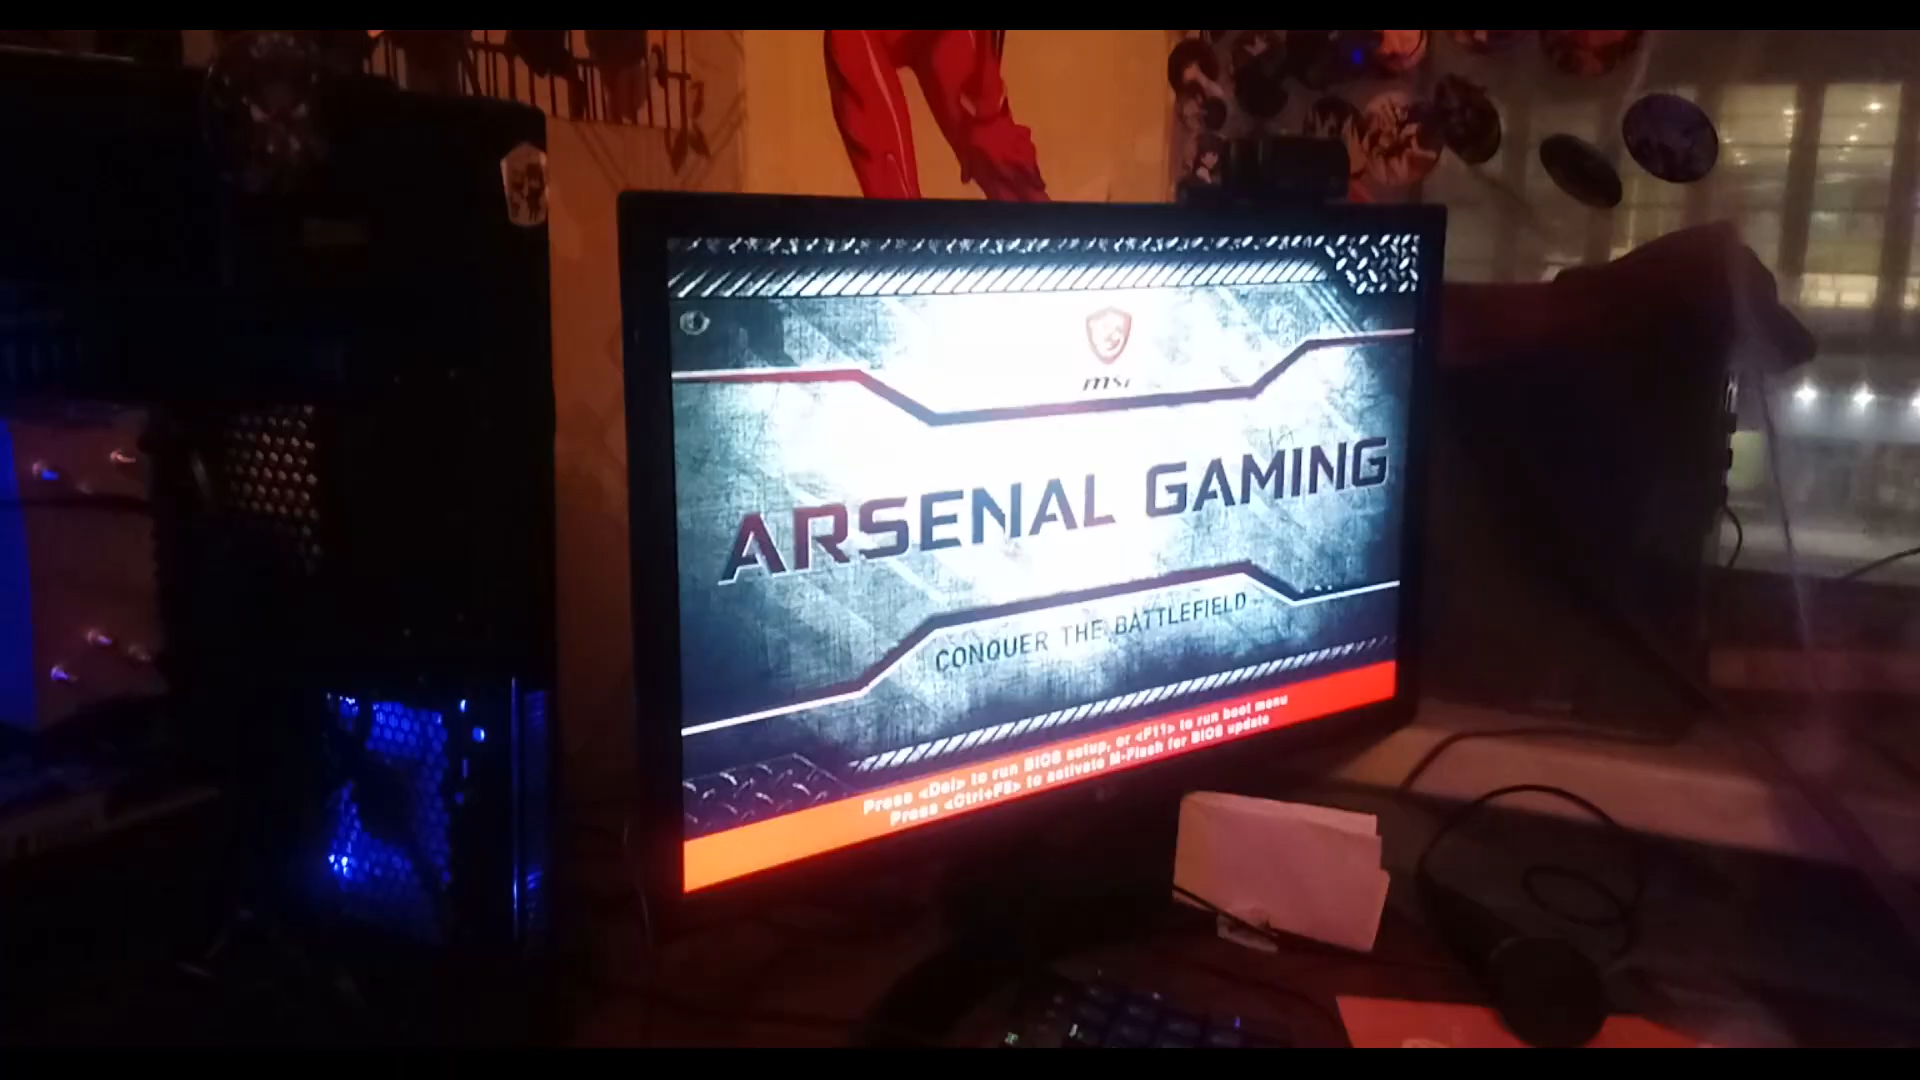 msi
ARSENAL GAMING
CONQUER THE BATTLEFIELD
Press <Del> to run BIOS setup, or <F11> to run boot menu
Press <Ctrl+F5> to activate M-Flash for BIOS update